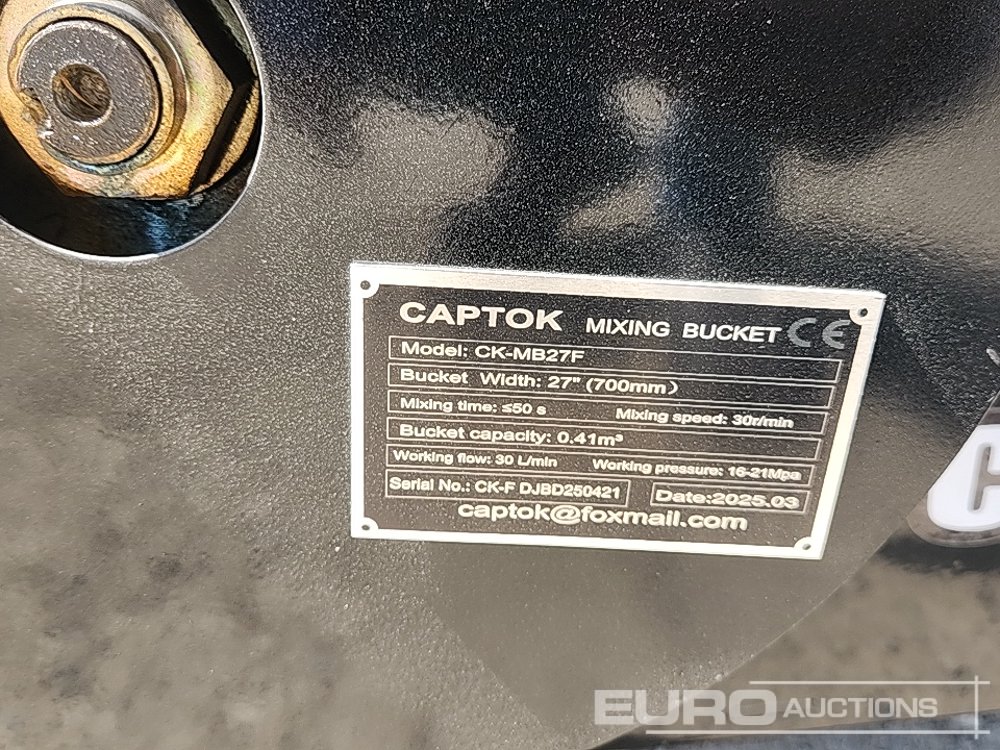 CAPTOK MIXING BUCKET CE
Model: CK-MB27F
Bucket Width: 27" (700mm)
Mixing time: ≤50 s Mixing speed: 30r/min
Bucket capacity: 0.41m³
Working flow: 30 L/min Working pressure: 16-21Mpa
Serial No.: CK-F DJBD250421 Date:2025.03
captok@foxmail.com
EURO AUCTIONS